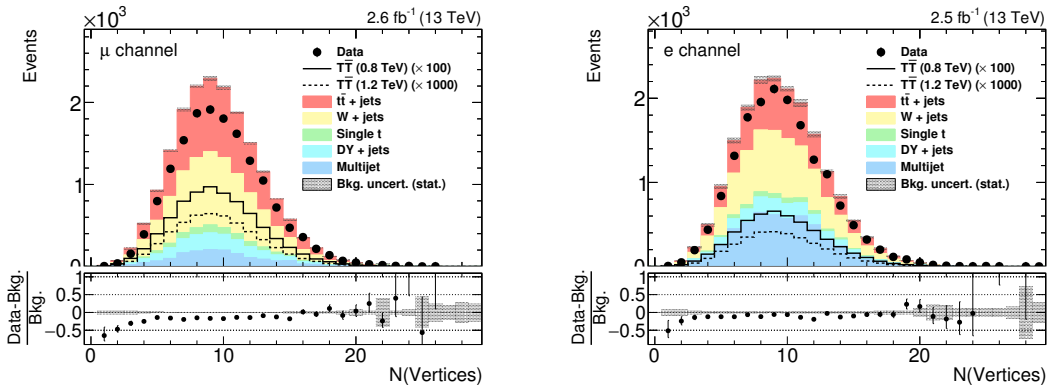 ×10³
2.6 fb⁻¹ (13 TeV)
Events
μ channel
Data
TT̅ (0.8 TeV) (× 100)
TT̅ (1.2 TeV) (× 1000)
tt̅ + jets
W + jets
Single t
DY + jets
Multijet
Bkg. uncert. (stat.)
2
1
0
Data-Bkg.
Bkg.
1
0.5
0
−0.5
0 10 20
N(Vertices)
×10³
2.5 fb⁻¹ (13 TeV)
Events
e channel
Data
TT̅ (0.8 TeV) (× 100)
TT̅ (1.2 TeV) (× 1000)
tt̅ + jets
W + jets
Single t
DY + jets
Multijet
Bkg. uncert. (stat.)
2
1
0
Data-Bkg.
Bkg.
1
0.5
0
−0.5
0 10 20
N(Vertices)